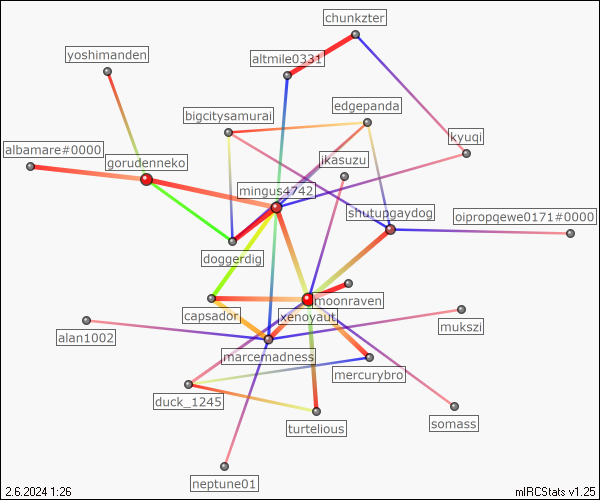 chunkzter
yoshimanden
altmile0331
edgepanda
bigcitysamurai
kyuqi
albamare#0000
gorudenneko
ikasuzu
mingus4742
shutupgaydog
oipropqewe0171#0000
doggerdig
moonraven
capsador
xenoyaut
mukszi
alan1002
marcemadness
mercurybro
duck_1245
somass
turtelious
neptune01
2.6.2024 1:26
mIRCStats v1.25